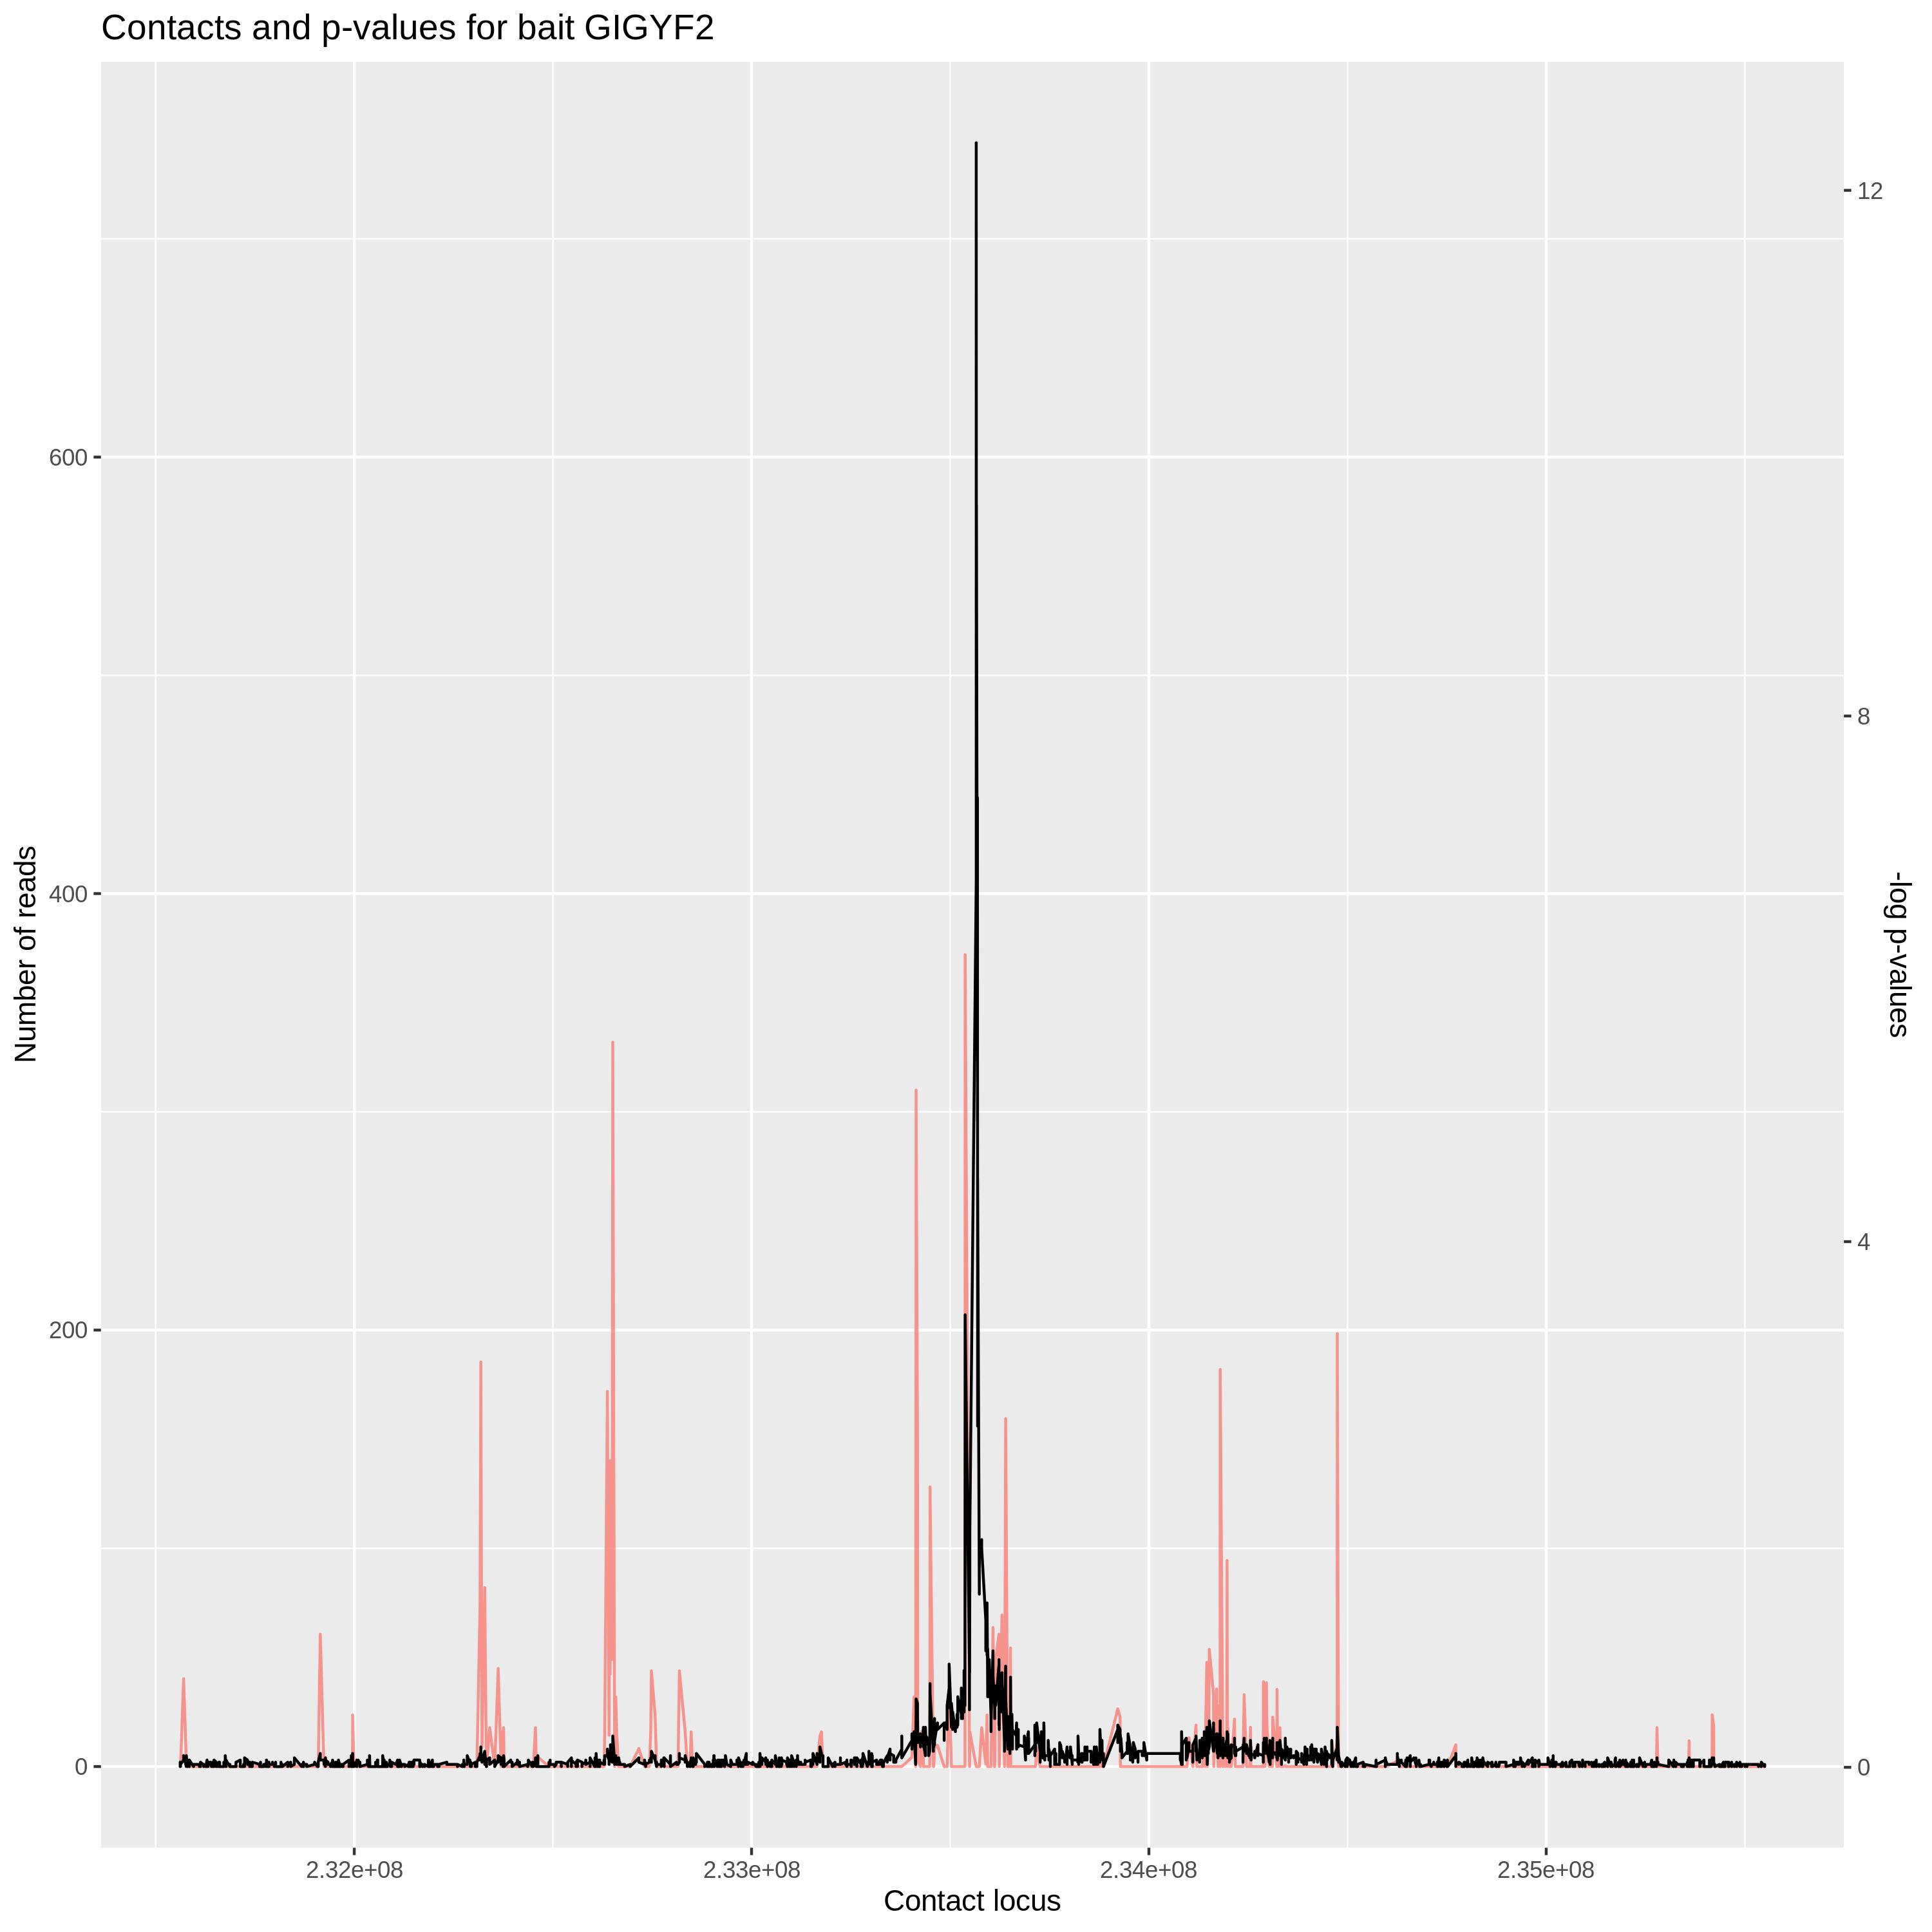 Contacts and p-values for bait GIGYF2
12
600
8
Number of reads
400
-log p-values
4
200
0
0
2.32e+08
2.33e+08
2.34e+08
2.35e+08
Contact locus